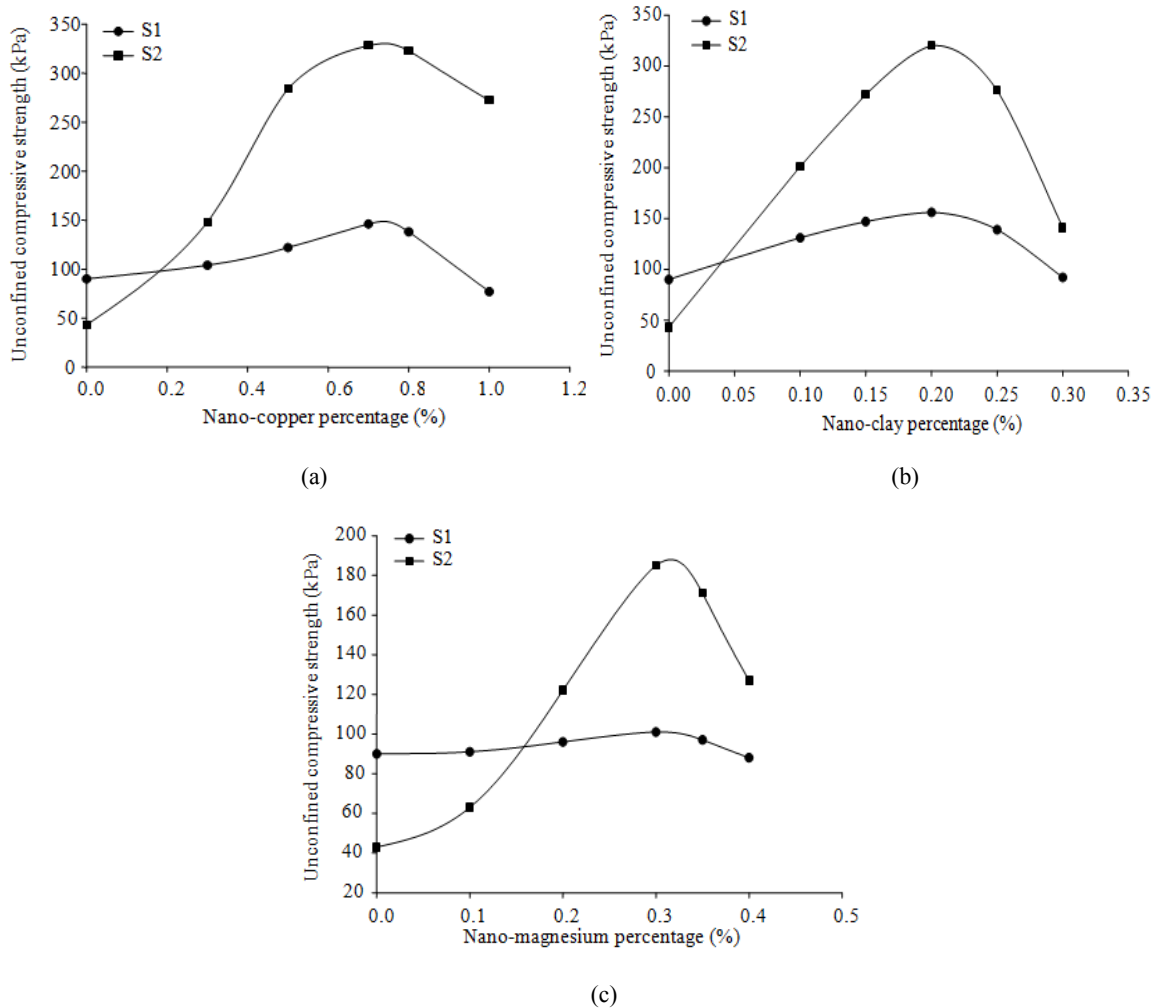 Unconfined compressive strength (kPa)
350
300
250
200
150
100
50
0
S1
S2
0.0 0.2 0.4 0.6 0.8 1.0 1.2
Nano-copper percentage (%)
(a)
Unconfined compressive strength (kPa)
350
300
250
200
150
100
50
0
S1
S2
0.00 0.05 0.10 0.15 0.20 0.25 0.30 0.35
Nano-clay percentage (%)
(b)
Unconfined compressive strength (kPa)
200
180
160
140
120
100
80
60
40
20
S1
S2
0.0 0.1 0.2 0.3 0.4 0.5
Nano-magnesium percentage (%)
(c)